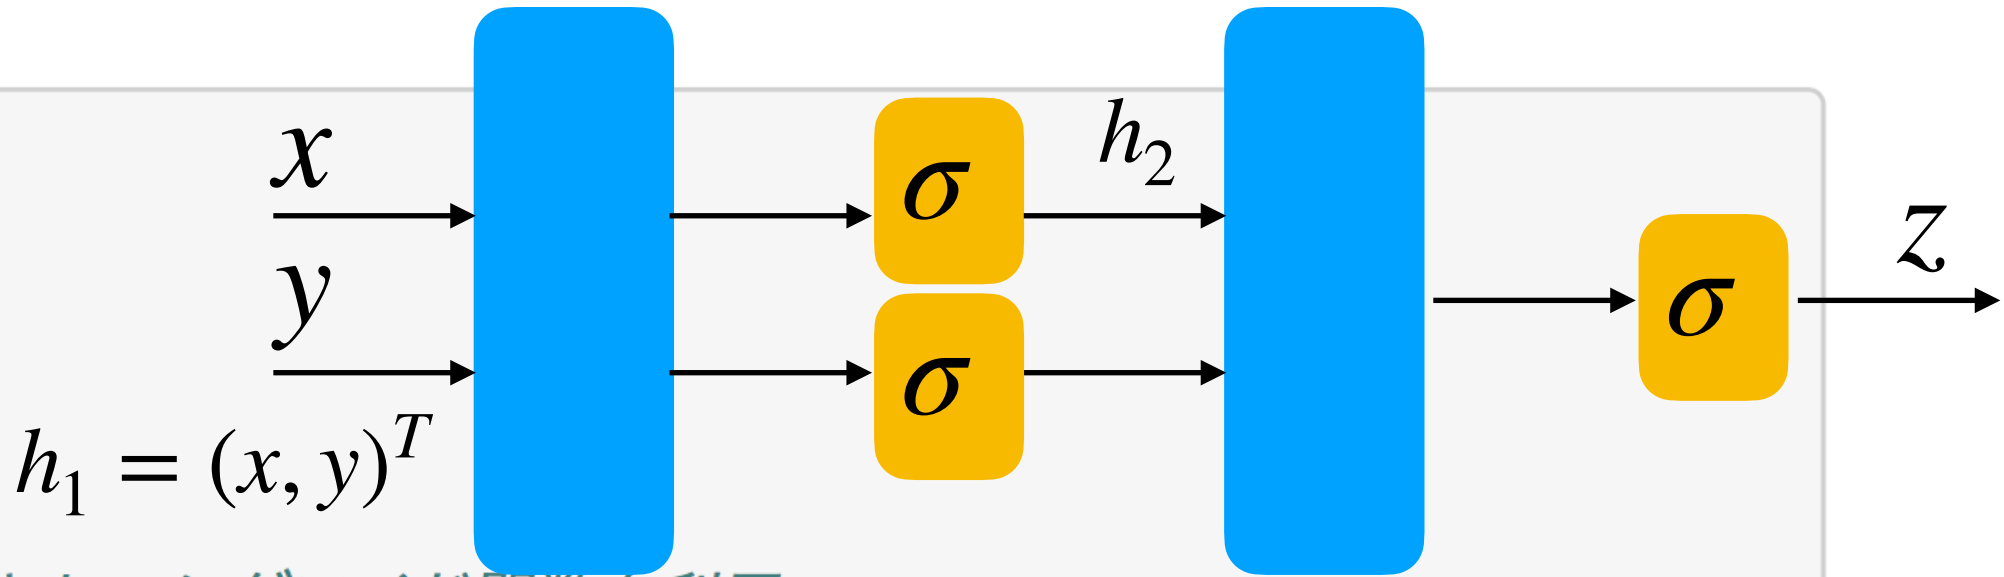 x
y
h₁ = (x, y)ᵀ
σ
σ
h₂
σ
z